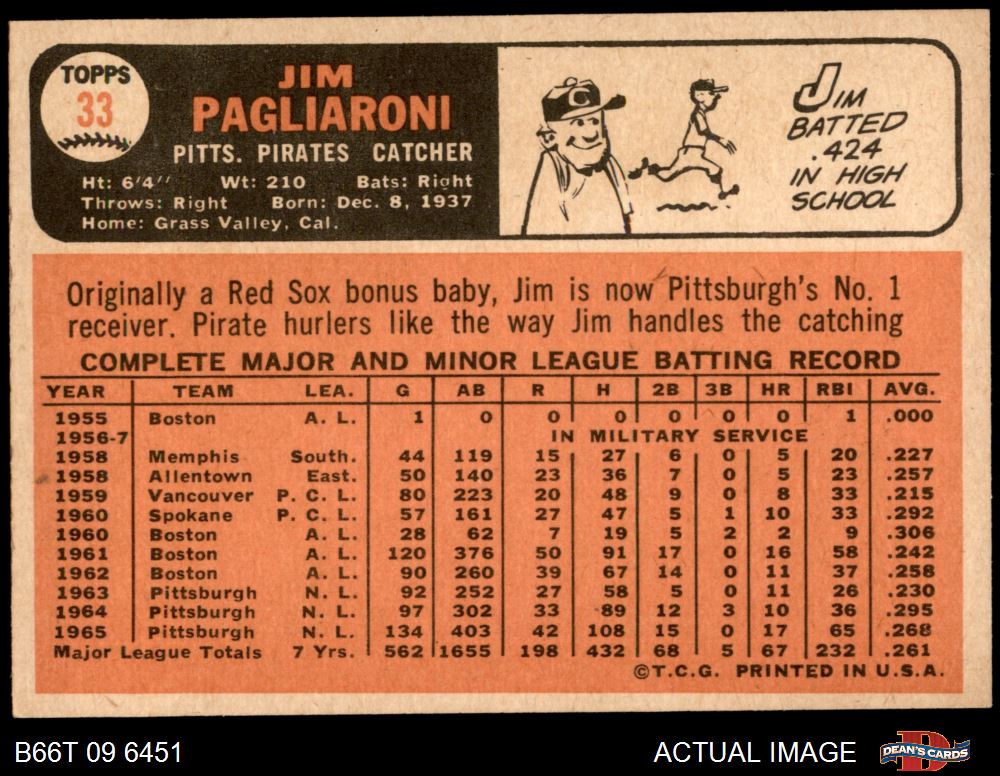 TOPPS
33
JIM
PAGLIARONI
PITTS. PIRATES CATCHER
Ht: 6'4" Wt: 210 Bats: Right
Throws: Right Born: Dec. 8, 1937
Home: Grass Valley, Cal.
C
JIM
BATTED
.424
IN HIGH
SCHOOL
Originally a Red Sox bonus baby, Jim is now Pittsburgh's No. 1
receiver. Pirate hurlers like the way Jim handles the catching
COMPLETE MAJOR AND MINOR LEAGUE BATTING RECORD
YEAR TEAM LEA. G AB R H 2B 3B HR RBI AVG.
1955 Boston A. L. 1 0 0 0 0 0 0 1 .000
1956-7 IN MILITARY SERVICE
1958 Memphis South. 44 119 15 27 6 0 5 20 .227
1958 Allentown East. 50 140 23 36 7 0 5 23 .257
1959 Vancouver P. C. L. 80 223 20 48 9 0 8 33 .215
1960 Spokane P. C. L. 57 161 27 47 5 1 10 33 .292
1960 Boston A. L. 28 62 7 19 5 2 2 9 .306
1961 Boston A. L. 120 376 50 91 17 0 16 58 .242
1962 Boston A. L. 90 260 39 67 14 0 11 37 .258
1963 Pittsburgh N. L. 92 252 27 58 5 0 11 26 .230
1964 Pittsburgh N. L. 97 302 33 89 12 3 10 36 .295
1965 Pittsburgh N. L. 134 403 42 108 15 0 17 65 .268
Major League Totals 7 Yrs. 562 1655 198 432 68 5 67 232 .261
©T.C.G. PRINTED IN U.S.A.
B66T 09 6451
ACTUAL IMAGE
DEAN'S CARDS